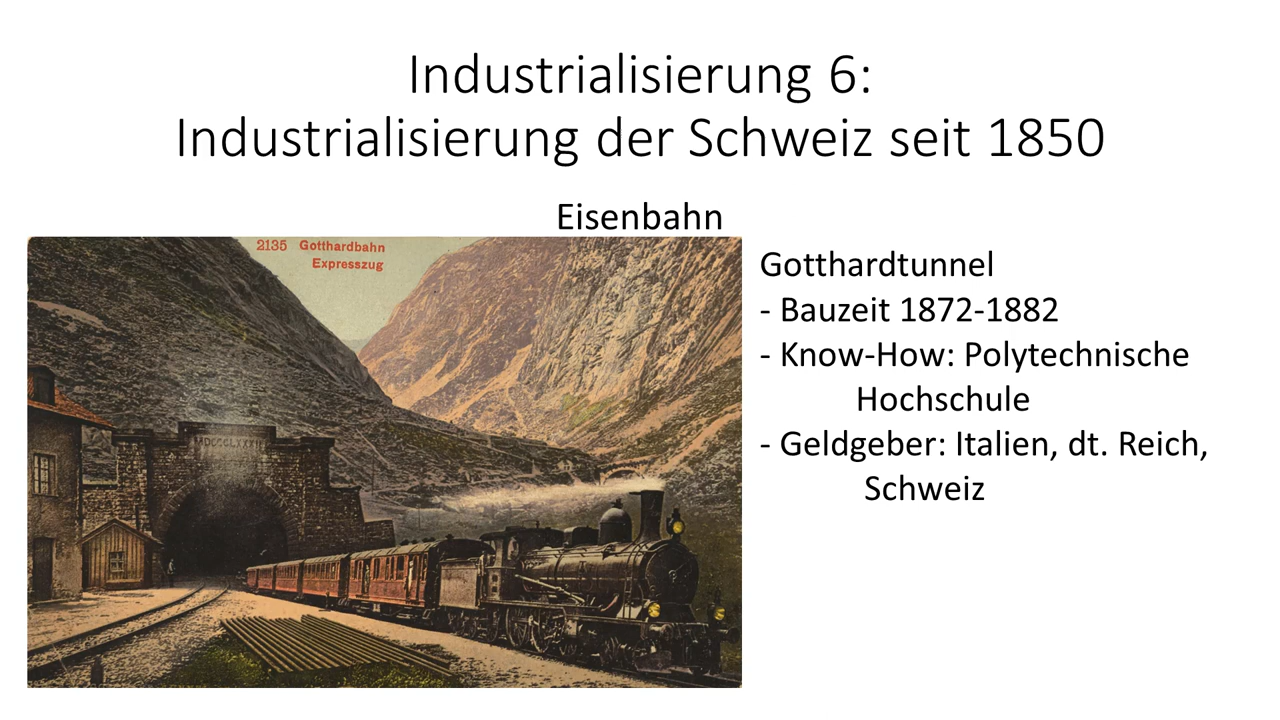 Industrialisierung 6:
Industrialisierung der Schweiz seit 1850
Eisenbahn
2135 Gotthardbahn
Expresszug
Gotthardtunnel
- Bauzeit 1872-1882
- Know-How: Polytechnische
Hochschule
- Geldgeber: Italien, dt. Reich,
Schweiz